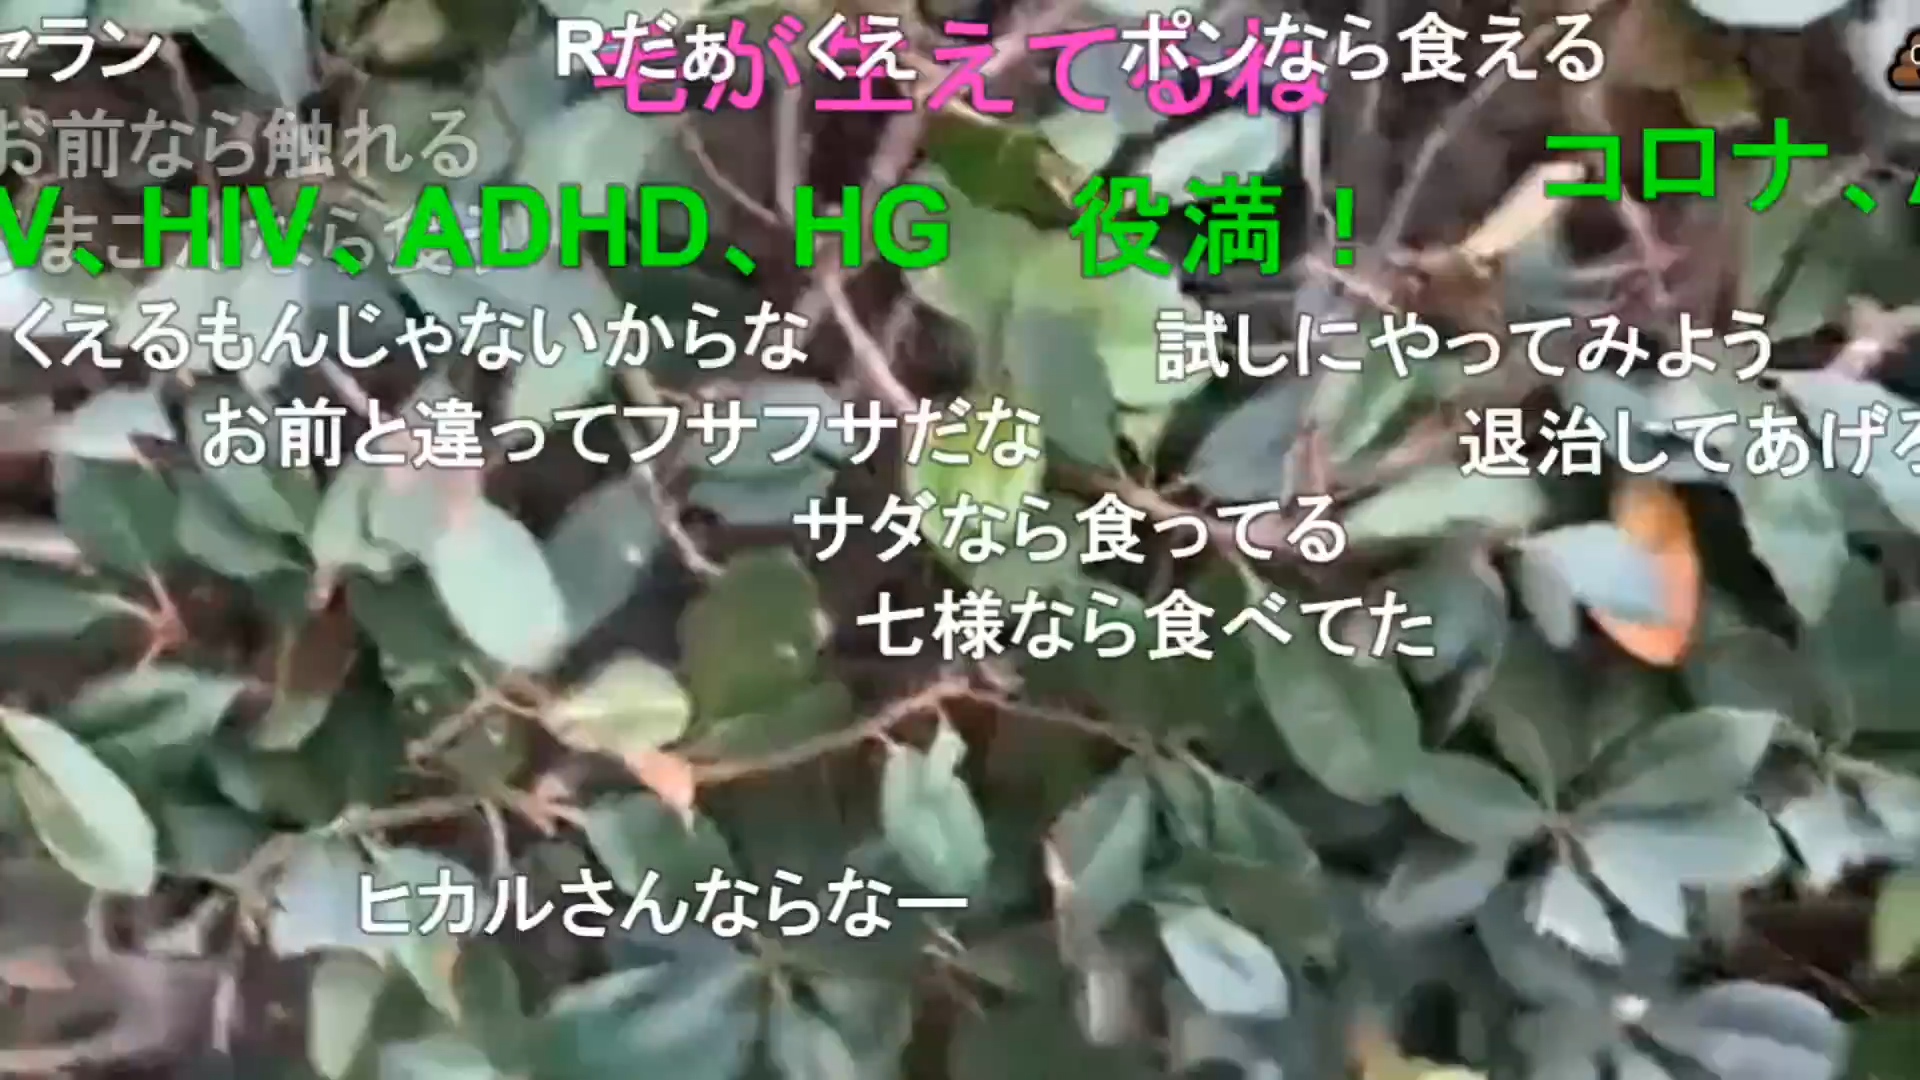 セラン
Rだぁ くえ
毛が生えてるね
ポンなら食える
お前なら触れる
コロナ、
V、HIV、ADHD、HG 役満！
くえるもんじゃないからな
試しにやってみよう
お前と違ってフサフサだな
退治してあげろ
サダなら食ってる
七様なら食べてた
ヒカルさんならなー